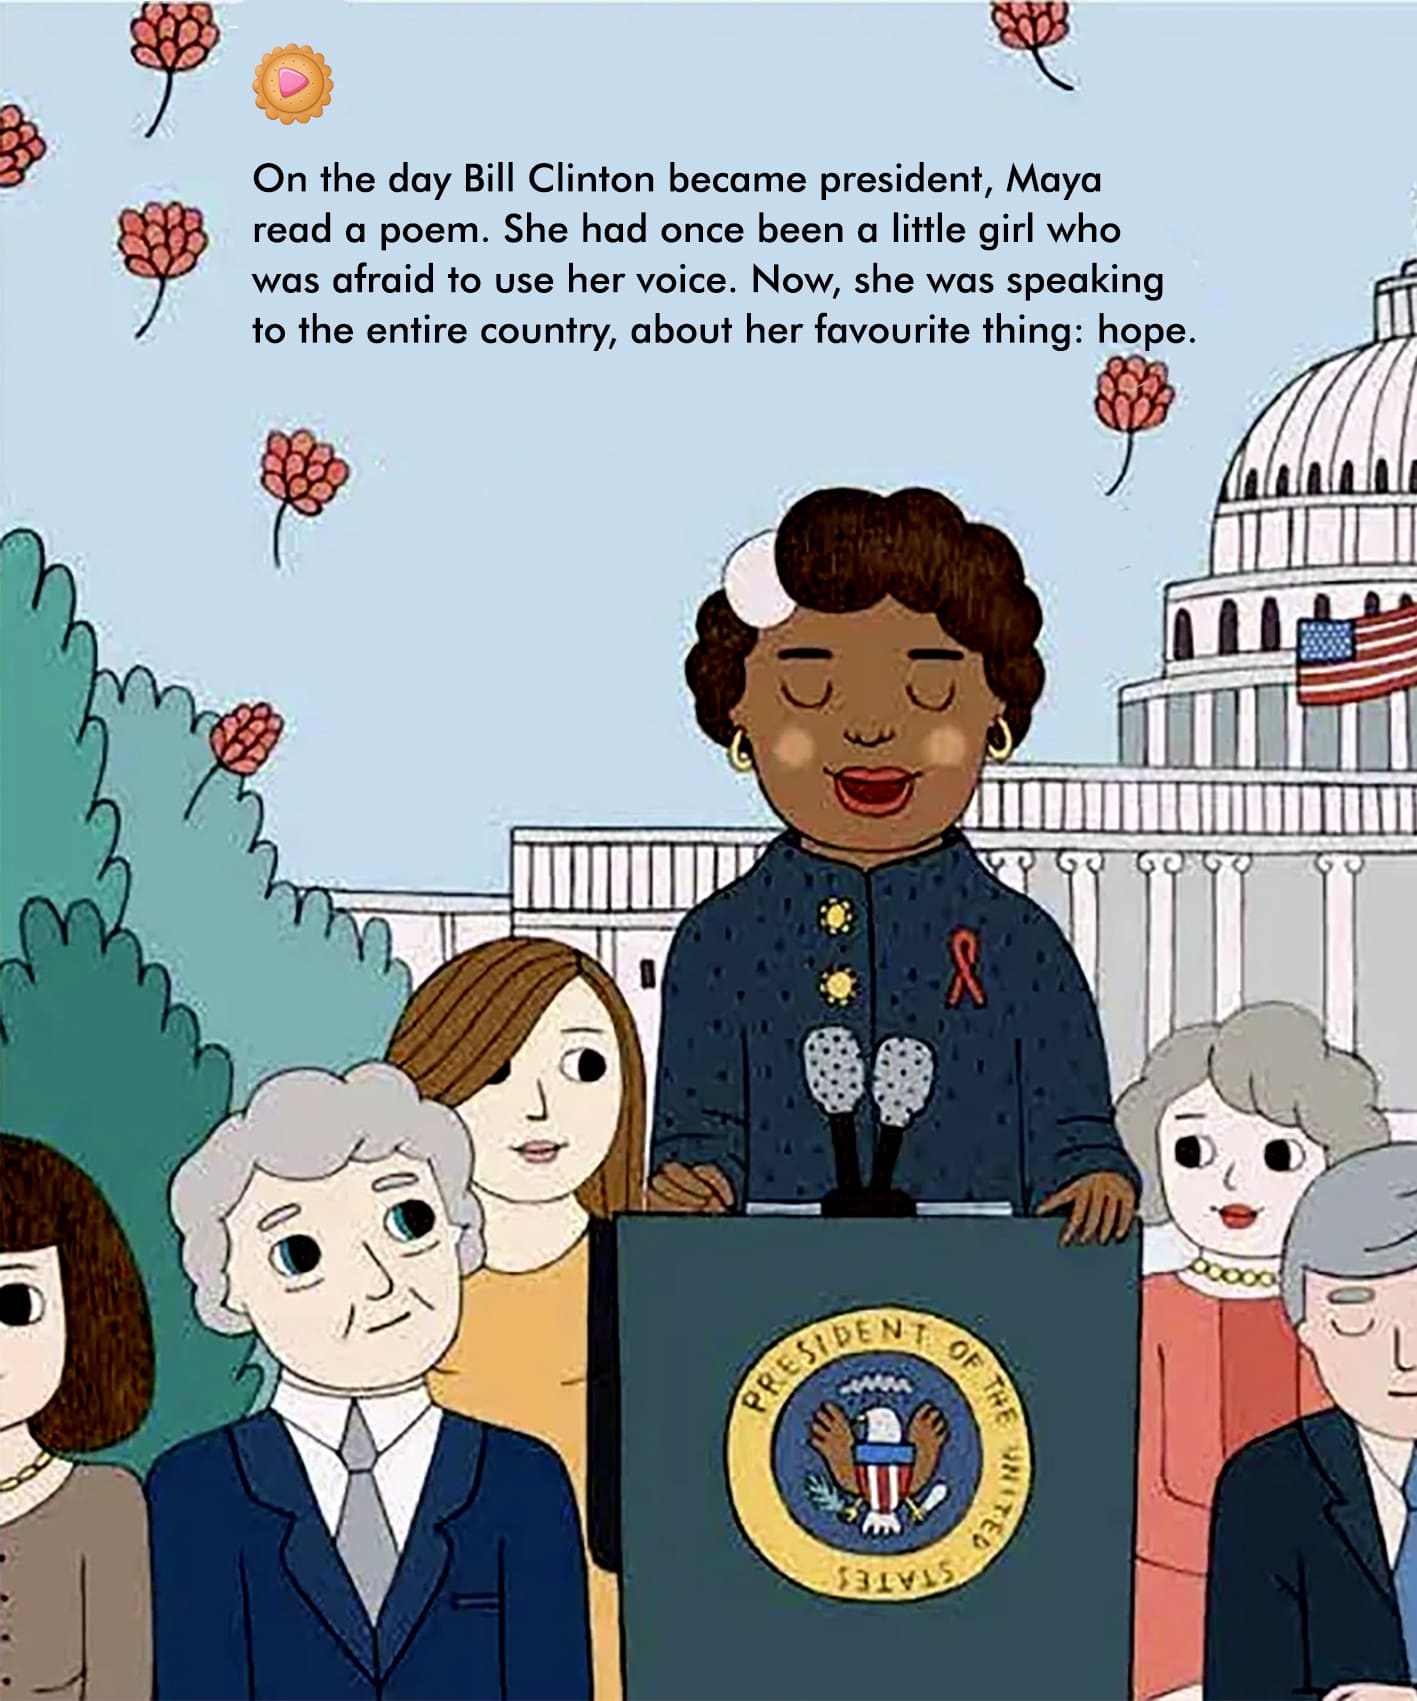 On the day Bill Clinton became president, Maya
read a poem. She had once been a little girl who
was afraid to use her voice. Now, she was speaking
to the entire country, about her favourite thing: hope.
PRESIDENT OF THE UNITED STATES